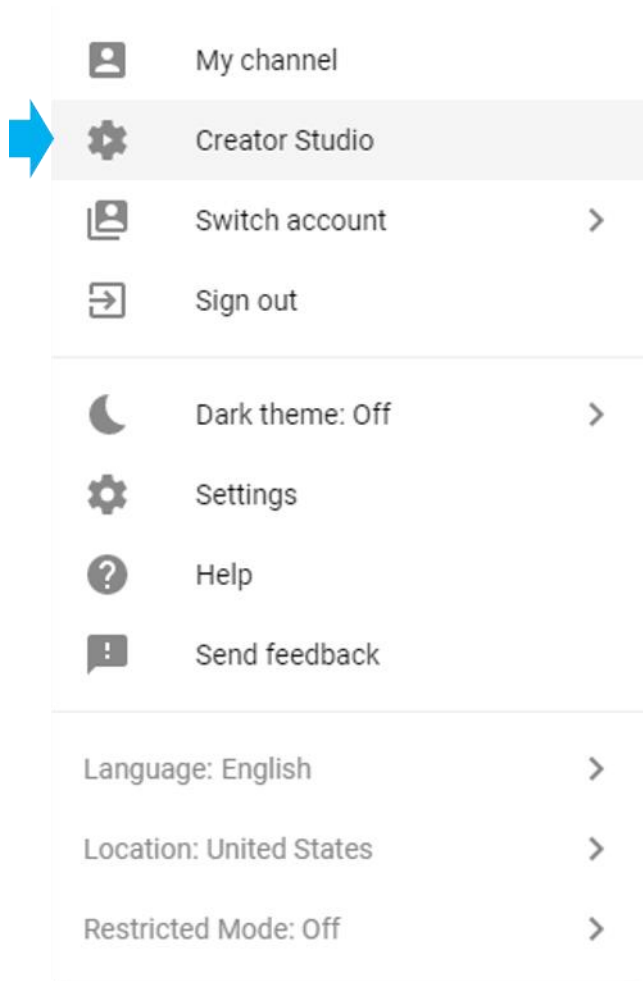 My channel
Creator Studio
Switch account
Sign out
Dark theme: Off
Settings
Help
Send feedback
Language: English
Location: United States
Restricted Mode: Off